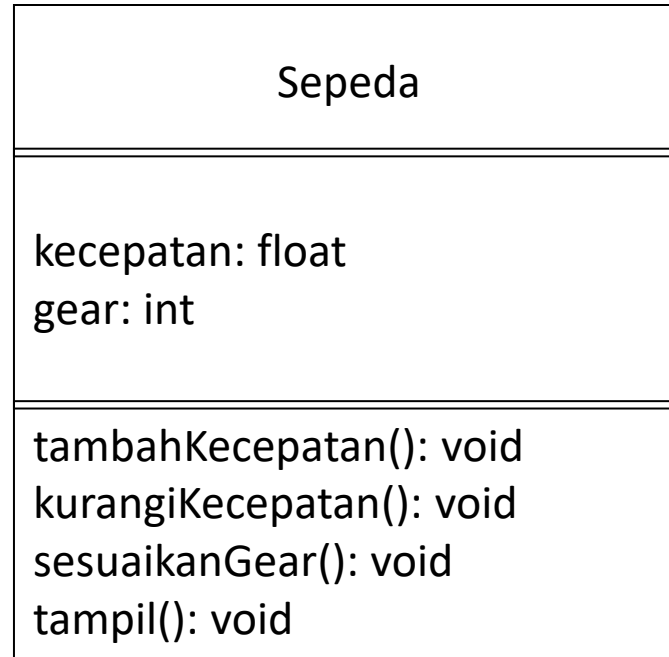 Sepeda
kecepatan: float
gear: int
tambahKecepatan(): void
kurangiKecepatan(): void
sesuaikanGear(): void
tampil(): void